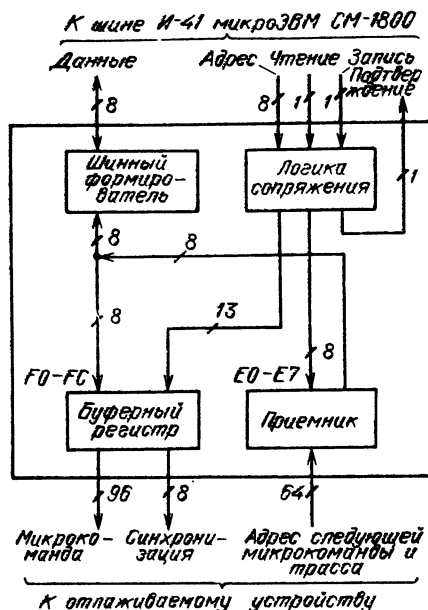 К шине И-41 микроЭВМ СМ-1800
Данные
Адрес Чтение
Запись
Подтвер-
ждение
8
8
1
1
1
Шинный
формиро-
ватель
Логика
сопряжения
8
8
8
13
8
F0-FC
E0-E7
Буферный
регистр
Приемник
96
8
64
Микроко-
манда
Синхрони-
зация
Адрес следующей
микрокоманды и
трасса
К отлаживаемому устройству